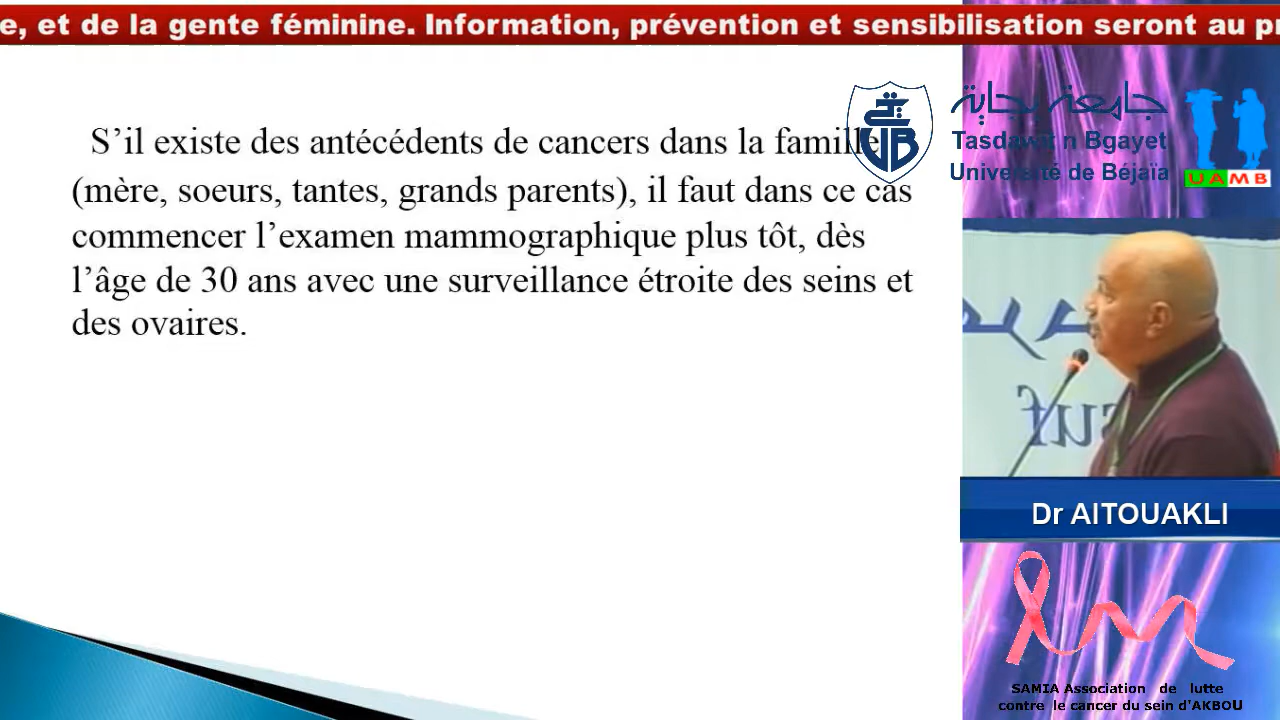 e, et de la gente féminine. Information, prévention et sensibilisation seront au pr
S’il existe des antécédents de cancers dans la famille
(mère, soeurs, tantes, grands parents), il faut dans ce cas
commencer l’examen mammographique plus tôt, dès
l’âge de 30 ans avec une surveillance étroite des seins et
des ovaires.
UB
جامعة بجاية
Tasdawit n Bgayet
Université de Béjaïa
UAMB
Dr AITOUAKLI
SAMIA Association de lutte
contre le cancer du sein d'AKBOU